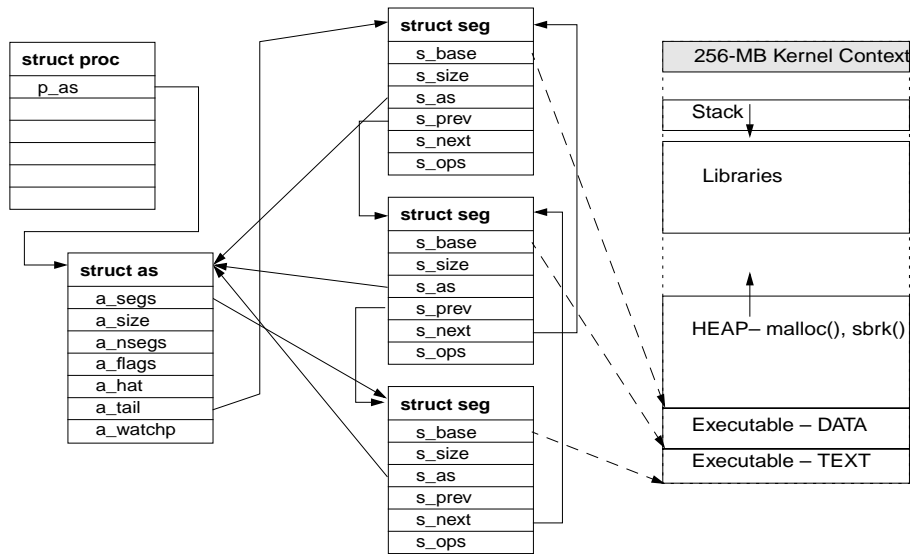 struct proc
p_as
struct as
a_segs
a_size
a_nsegs
a_flags
a_hat
a_tail
a_watchp
struct seg
s_base
s_size
s_as
s_prev
s_next
s_ops
struct seg
s_base
s_size
s_as
s_prev
s_next
s_ops
struct seg
s_base
s_size
s_as
s_prev
s_next
s_ops
256-MB Kernel Context
Stack
Libraries
HEAP– malloc(), sbrk()
Executable – DATA
Executable – TEXT